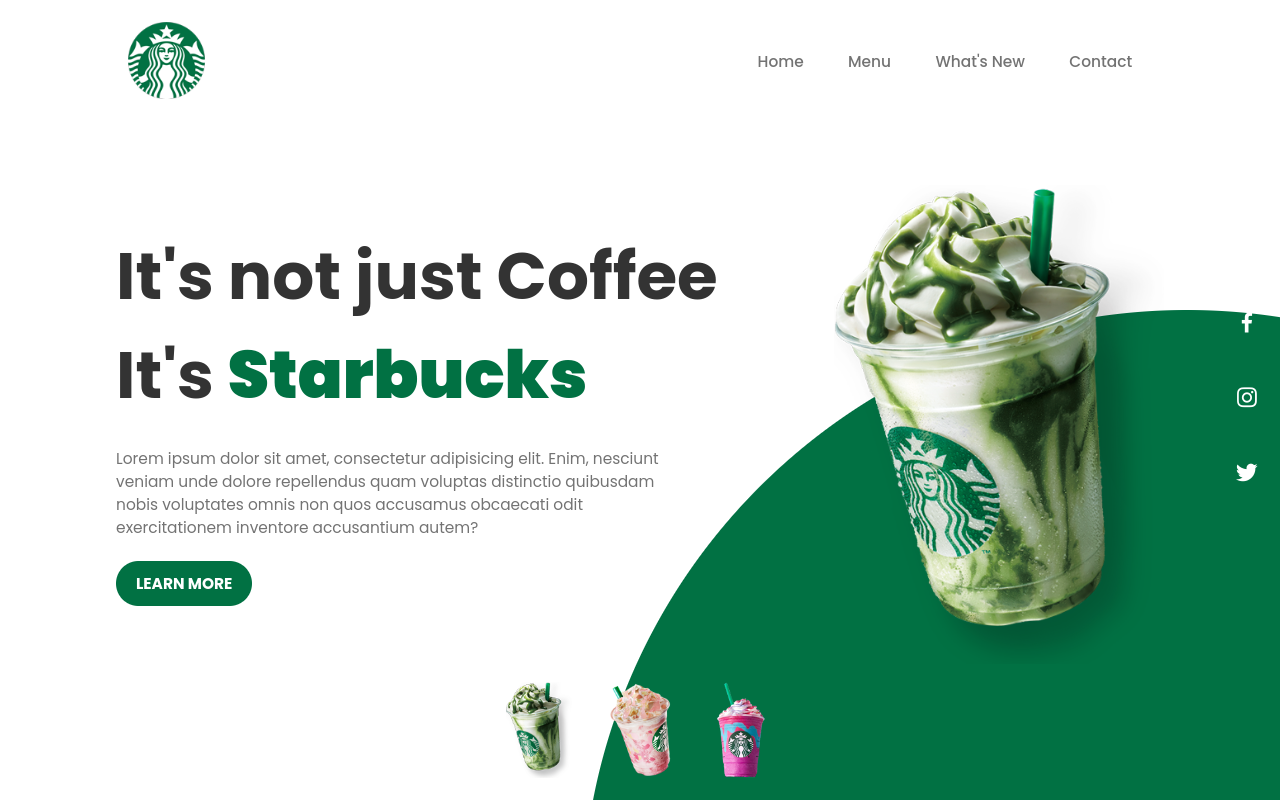 Home Menu What's New Contact
It's not just Coffee
It's Starbucks
Lorem ipsum dolor sit amet, consectetur adipisicing elit. Enim, nesciunt
veniam unde dolore repellendus quam voluptas distinctio quibusdam
nobis voluptates omnis non quos accusamus obcaecati odit
exercitationem inventore accusantium autem?
LEARN MORE